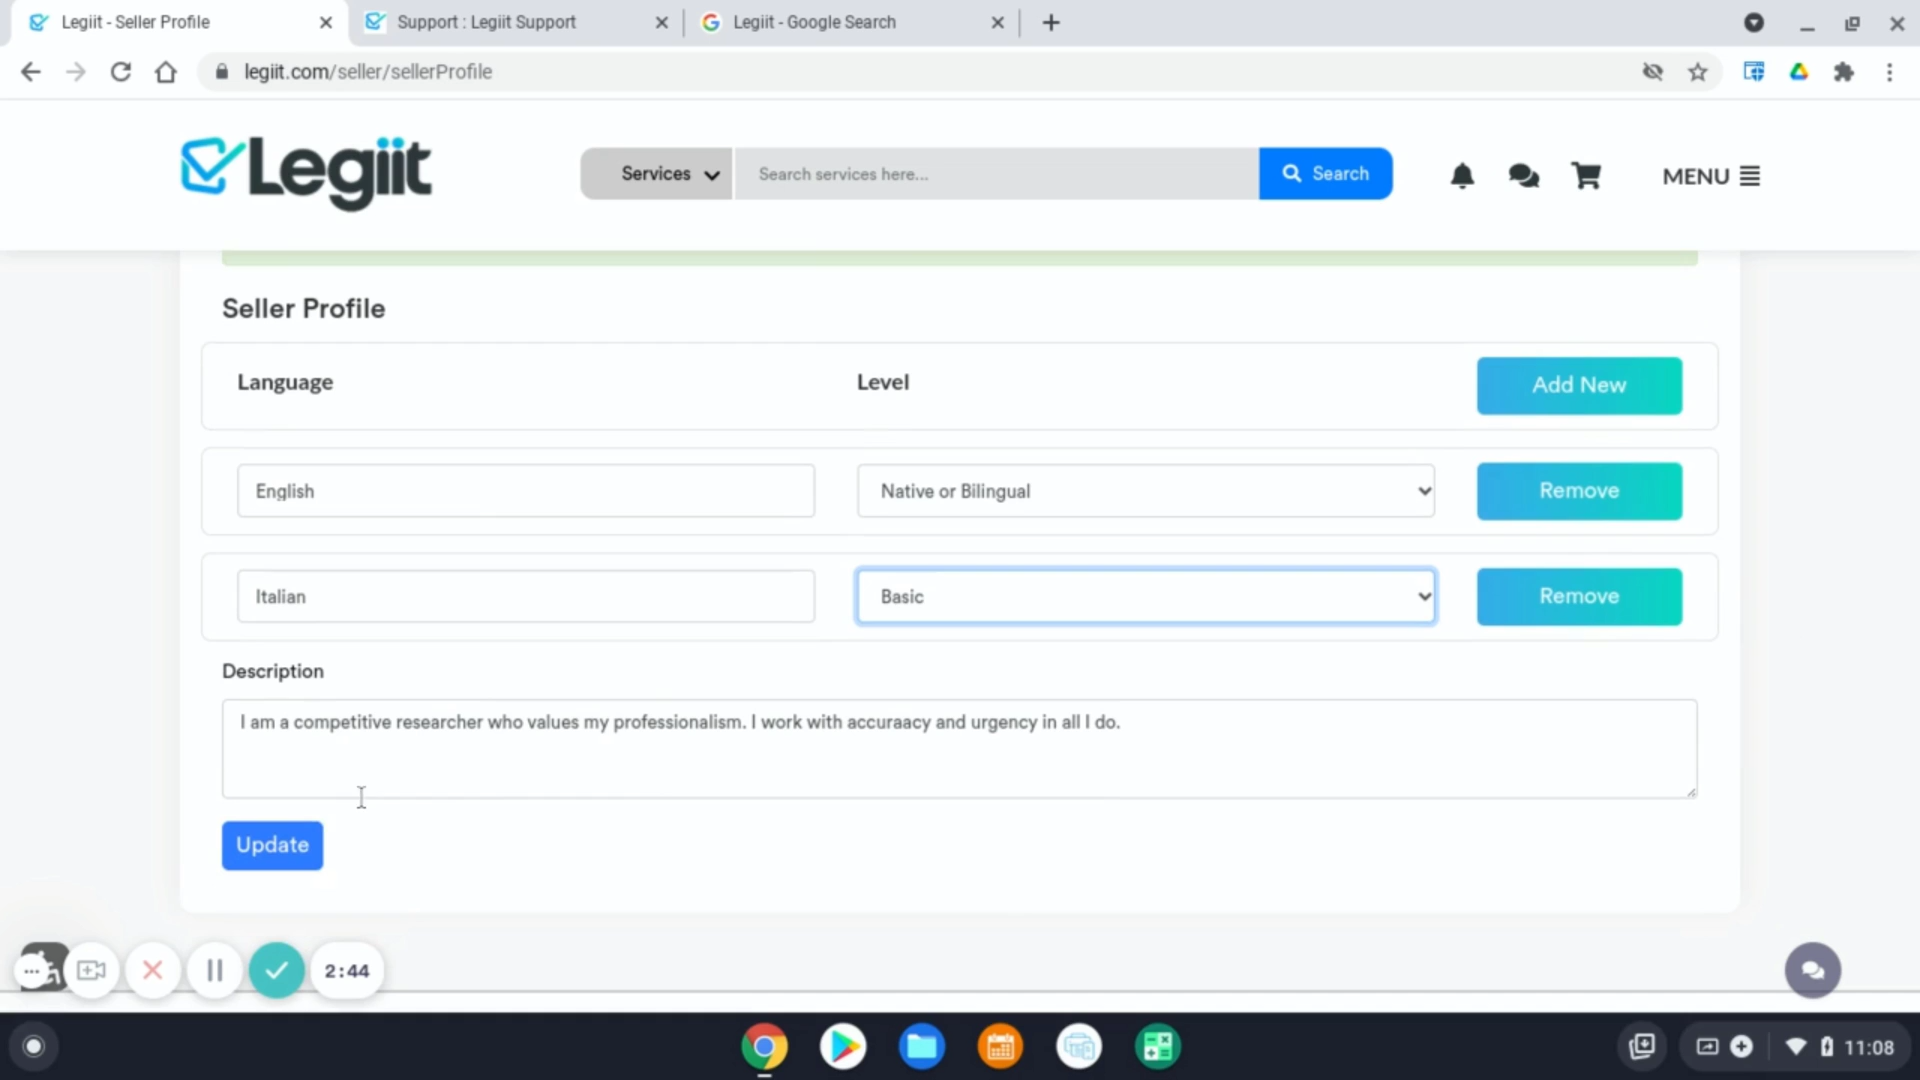 Legiit - Seller Profile
Support : Legiit Support
Legiit - Google Search
legiit.com/seller/sellerProfile
Legiit
Services
Search services here...
Search
MENU
Seller Profile
Language
Level
Add New
English
Native or Bilingual
Remove
Italian
Basic
Remove
Description
I am a competitive researcher who values my professionalism. I work with accuraacy and urgency in all I do.
Update
2:44
11:08